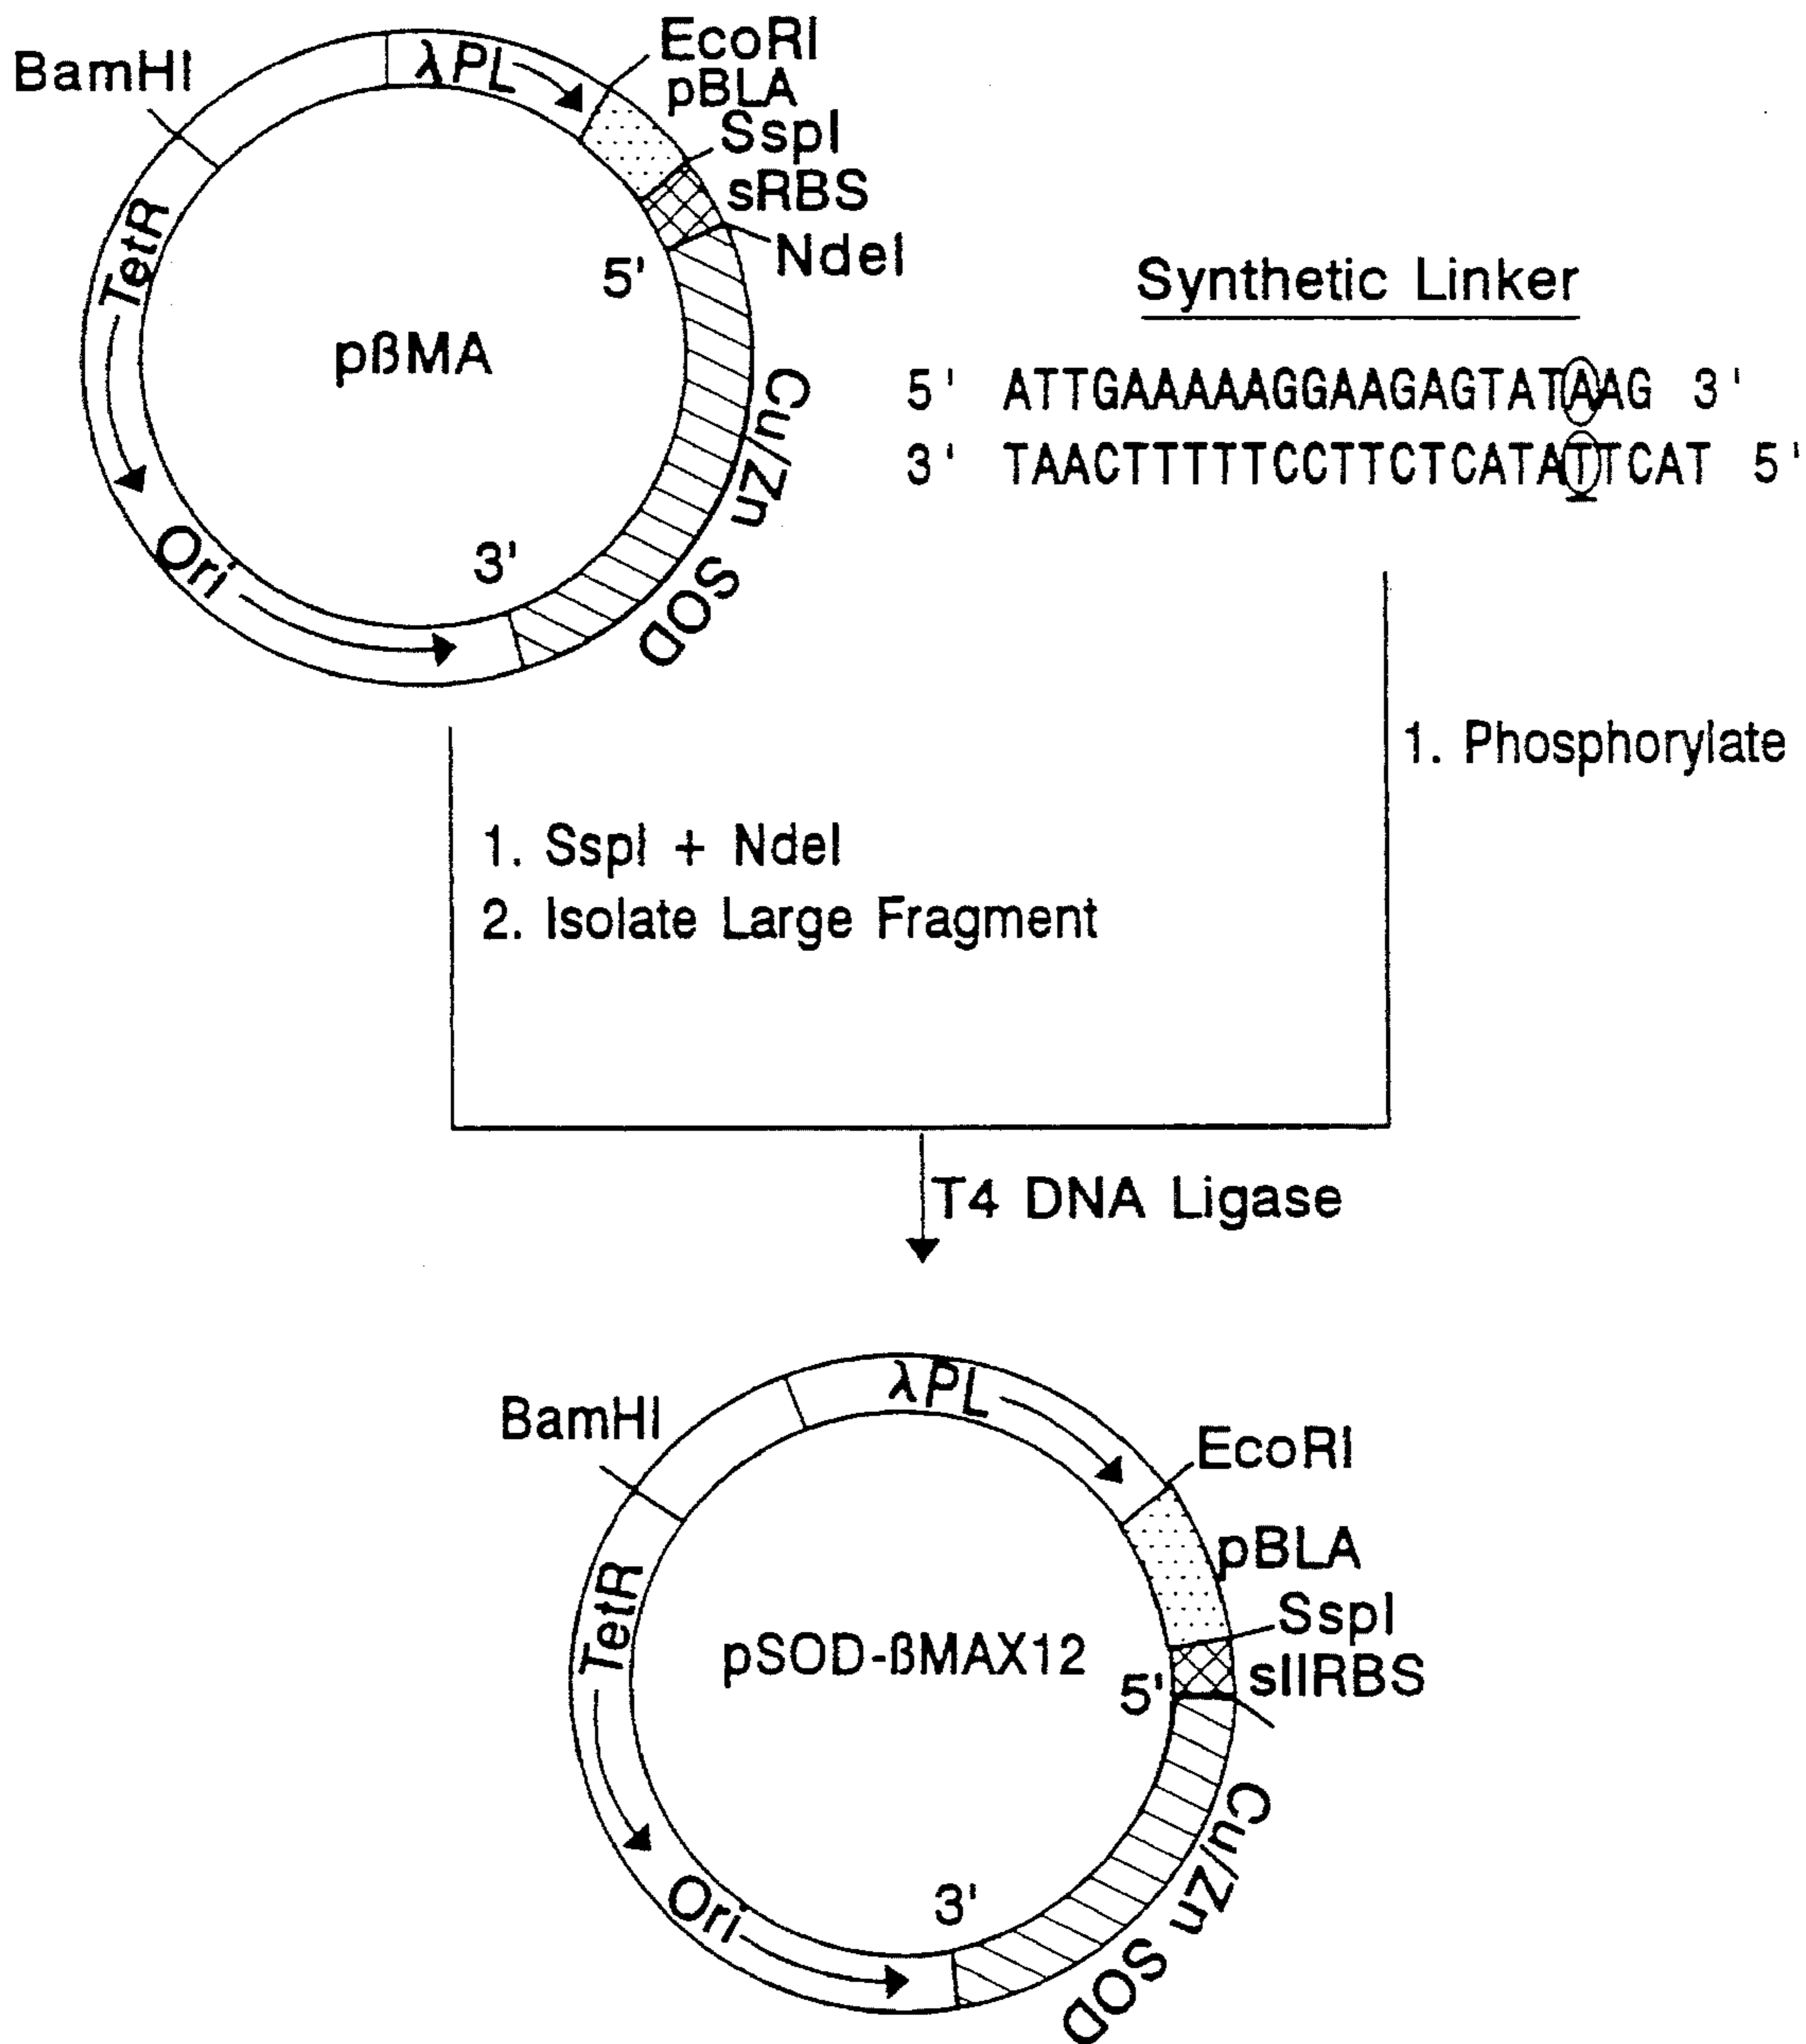 BamHI
λPL
EcoRI
pBLA
SspI
sRBS
NdeI
TetR
5'
pßMA
Cu/Zn SOD
3'
Ori
Synthetic Linker
5' ATTGAAAAAGGAAGAGTATAAG 3'
3' TAACTTTTTCCTTCTCATATTCAT 5'
1. SspI + NdeI
2. Isolate Large Fragment
1. Phosphorylate
T4 DNA Ligase
BamHI
λPL
EcoRI
pBLA
SspI
sIIRBS
TetR
pSOD-ßMAX12
5'
Cu/Zn SOD
3'
Ori